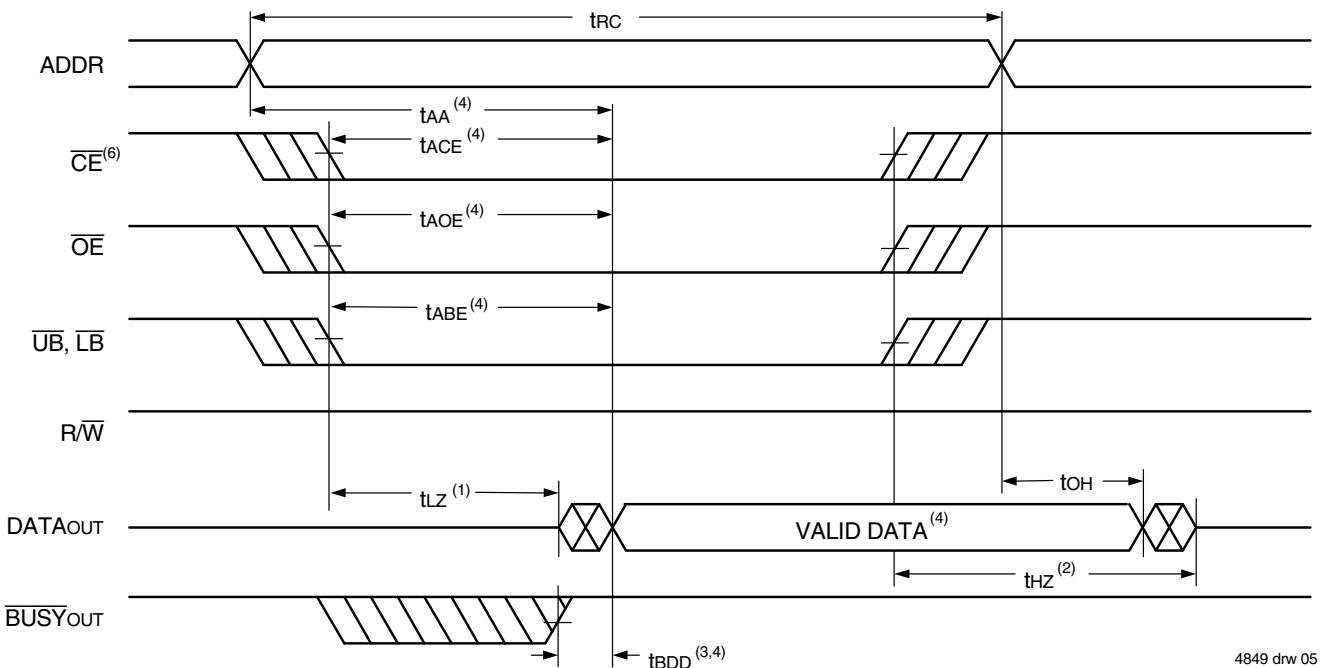 tRC
ADDR
tAA (4)
CE(6)
tACE (4)
OE
tAOE (4)
UB, LB
tABE (4)
R/W
tLZ (1)
tOH
DATAOUT
VALID DATA(4)
tHZ (2)
BUSYOUT
tBDD (3,4)
4849 drw 05